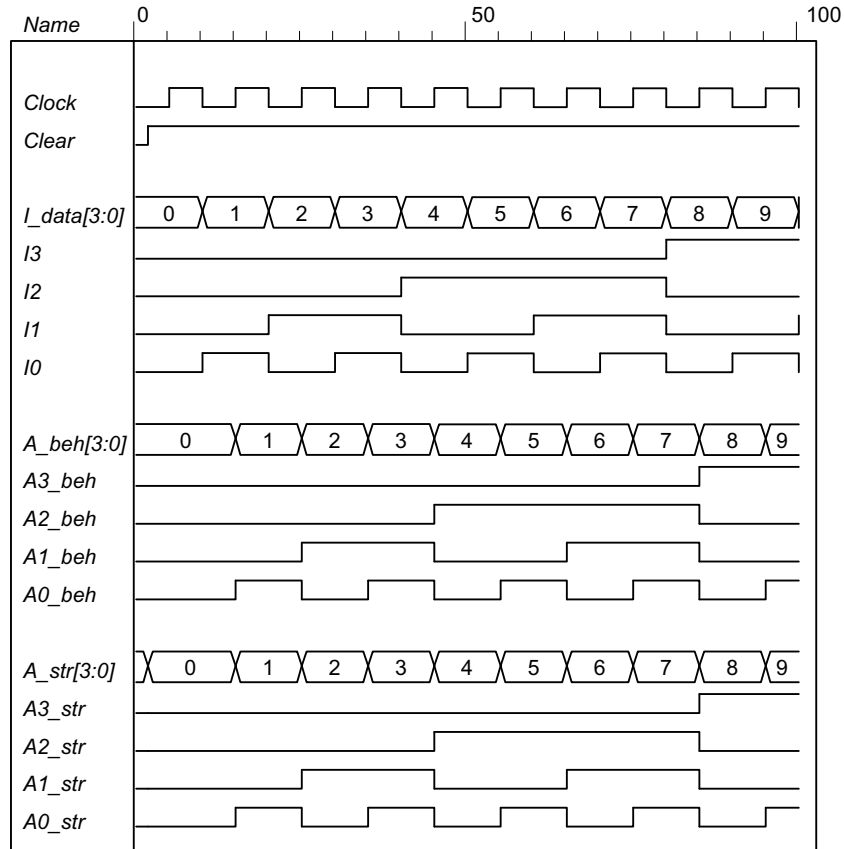 Name 0 50 100
Clock
Clear
I_data[3:0] 0 1 2 3 4 5 6 7 8 9
I3
I2
I1
I0
A_beh[3:0] 0 1 2 3 4 5 6 7 8 9
A3_beh
A2_beh
A1_beh
A0_beh
A_str[3:0] 0 1 2 3 4 5 6 7 8 9
A3_str
A2_str
A1_str
A0_str